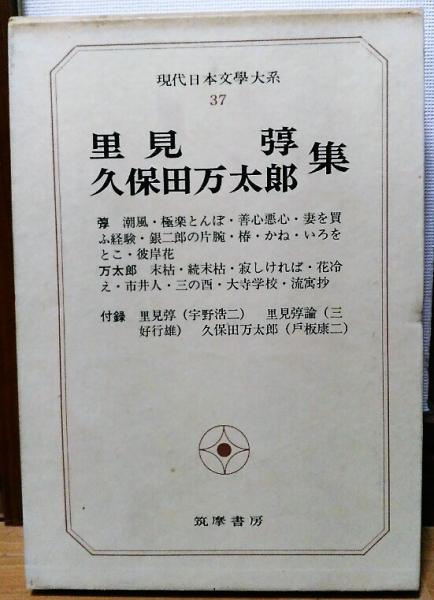 現代日本文學大系
37
里見弴
久保田万太郎
集
弴 潮風・極楽とんぼ・善心悪心・妻を買
ふ経験・銀二郎の片腕・椿・かね・いろを
とこ・彼岸花
万太郎 末枯・続末枯・寂しければ・花冷
え・市井人・三の酉・大寺学校・流寓抄
付録 里見弴(宇野浩二) 里見弴論(三
好行雄) 久保田万太郎(戸板康二)
筑摩書房